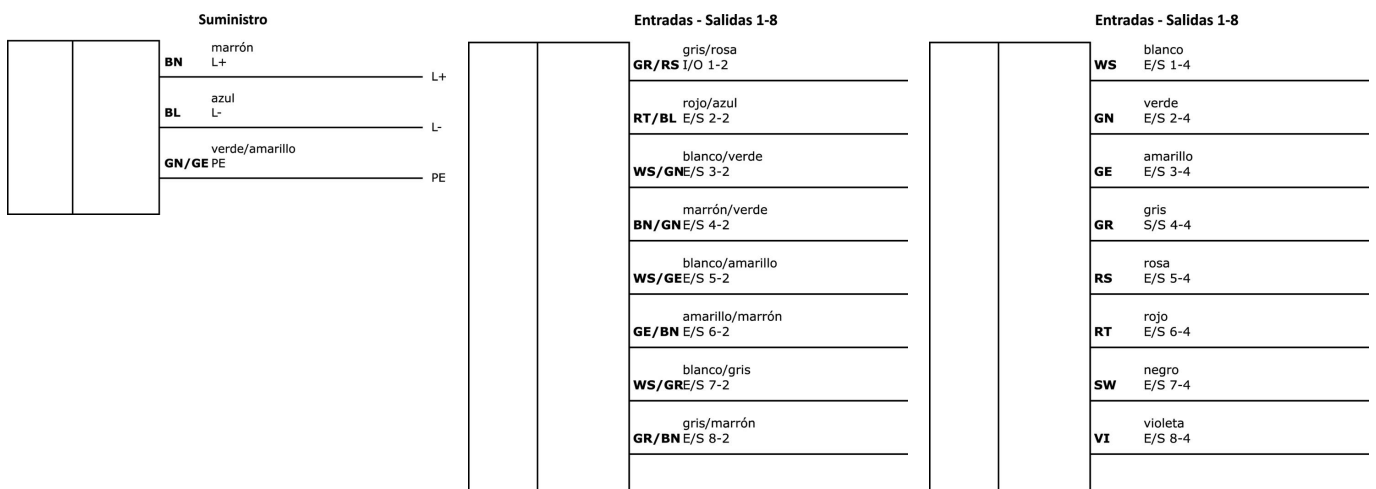 Suministro
marrón
BN L+
L+
azul
BL L-
L-
verde/amarillo
GN/GE PE
PE
Entradas - Salidas 1-8
gris/rosa
GR/RS I/O 1-2
rojo/azul
RT/BL E/S 2-2
blanco/verde
WS/GN E/S 3-2
marrón/verde
BN/GN E/S 4-2
blanco/amarillo
WS/GE E/S 5-2
amarillo/marrón
GE/BN E/S 6-2
blanco/gris
WS/GR E/S 7-2
gris/marrón
GR/BN E/S 8-2
Entradas - Salidas 1-8
blanco
WS E/S 1-4
verde
GN E/S 2-4
amarillo
GE E/S 3-4
gris
GR S/S 4-4
rosa
RS E/S 5-4
rojo
RT E/S 6-4
negro
SW E/S 7-4
violeta
VI E/S 8-4